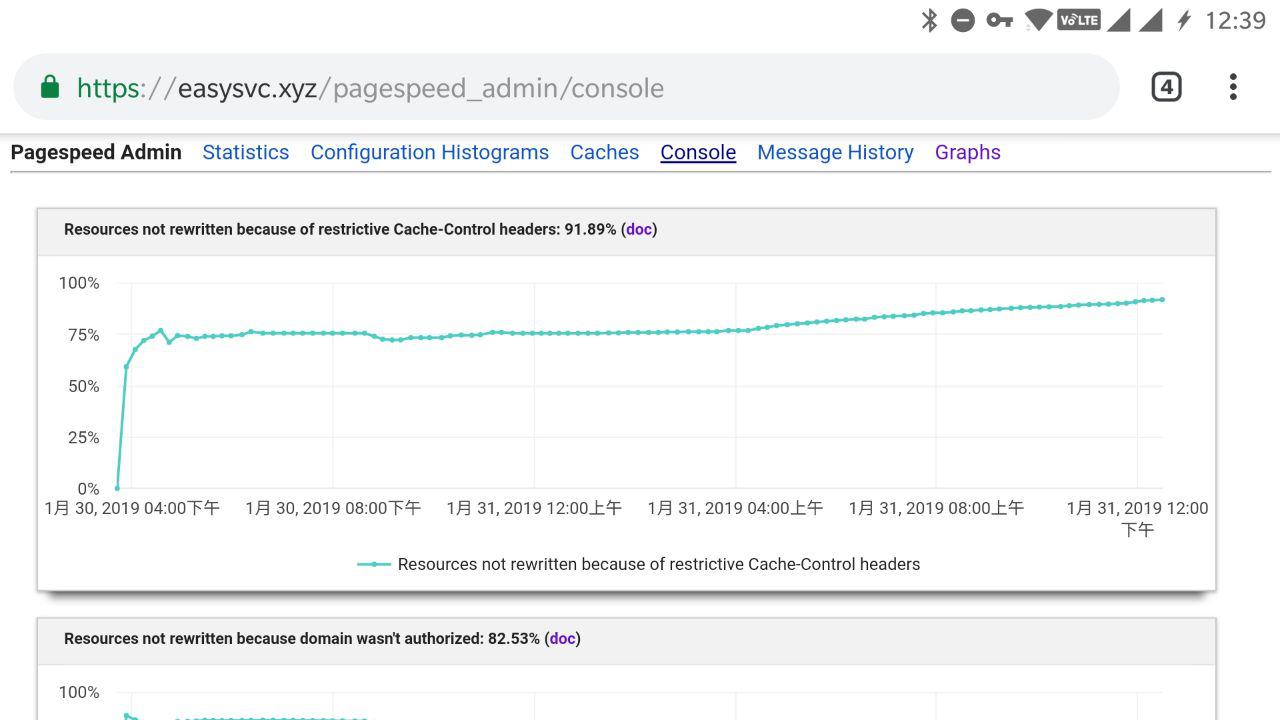 VoLTE 12:39
https://easysvc.xyz/pagespeed_admin/console 4
Pagespeed Admin Statistics Configuration Histograms Caches Console Message History Graphs
Resources not rewritten because of restrictive Cache-Control headers: 91.89% (doc)
100%
75%
50%
25%
0%
1月 30, 2019 04:00下午 1月 30, 2019 08:00下午 1月 31, 2019 12:00上午 1月 31, 2019 04:00上午 1月 31, 2019 08:00上午 1月 31, 2019 12:00
下午
Resources not rewritten because of restrictive Cache-Control headers
Resources not rewritten because domain wasn't authorized: 82.53% (doc)
100%